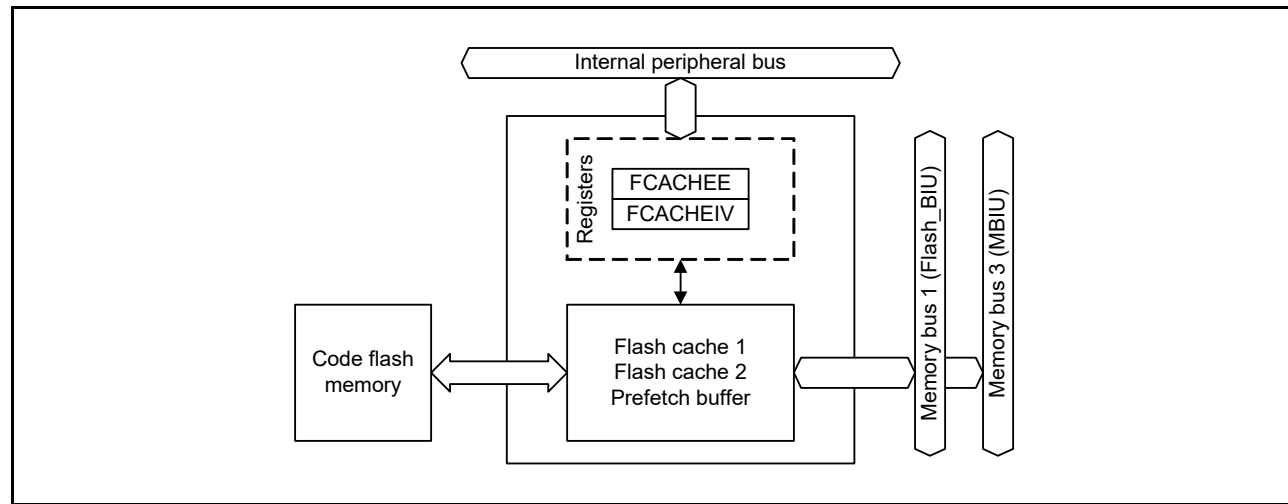 Internal peripheral bus
Registers
FCACHEE
FCACHEIV
Code flash
memory
Flash cache 1
Flash cache 2
Prefetch buffer
Memory bus 1 (Flash_BIU)
Memory bus 3 (MBIU)